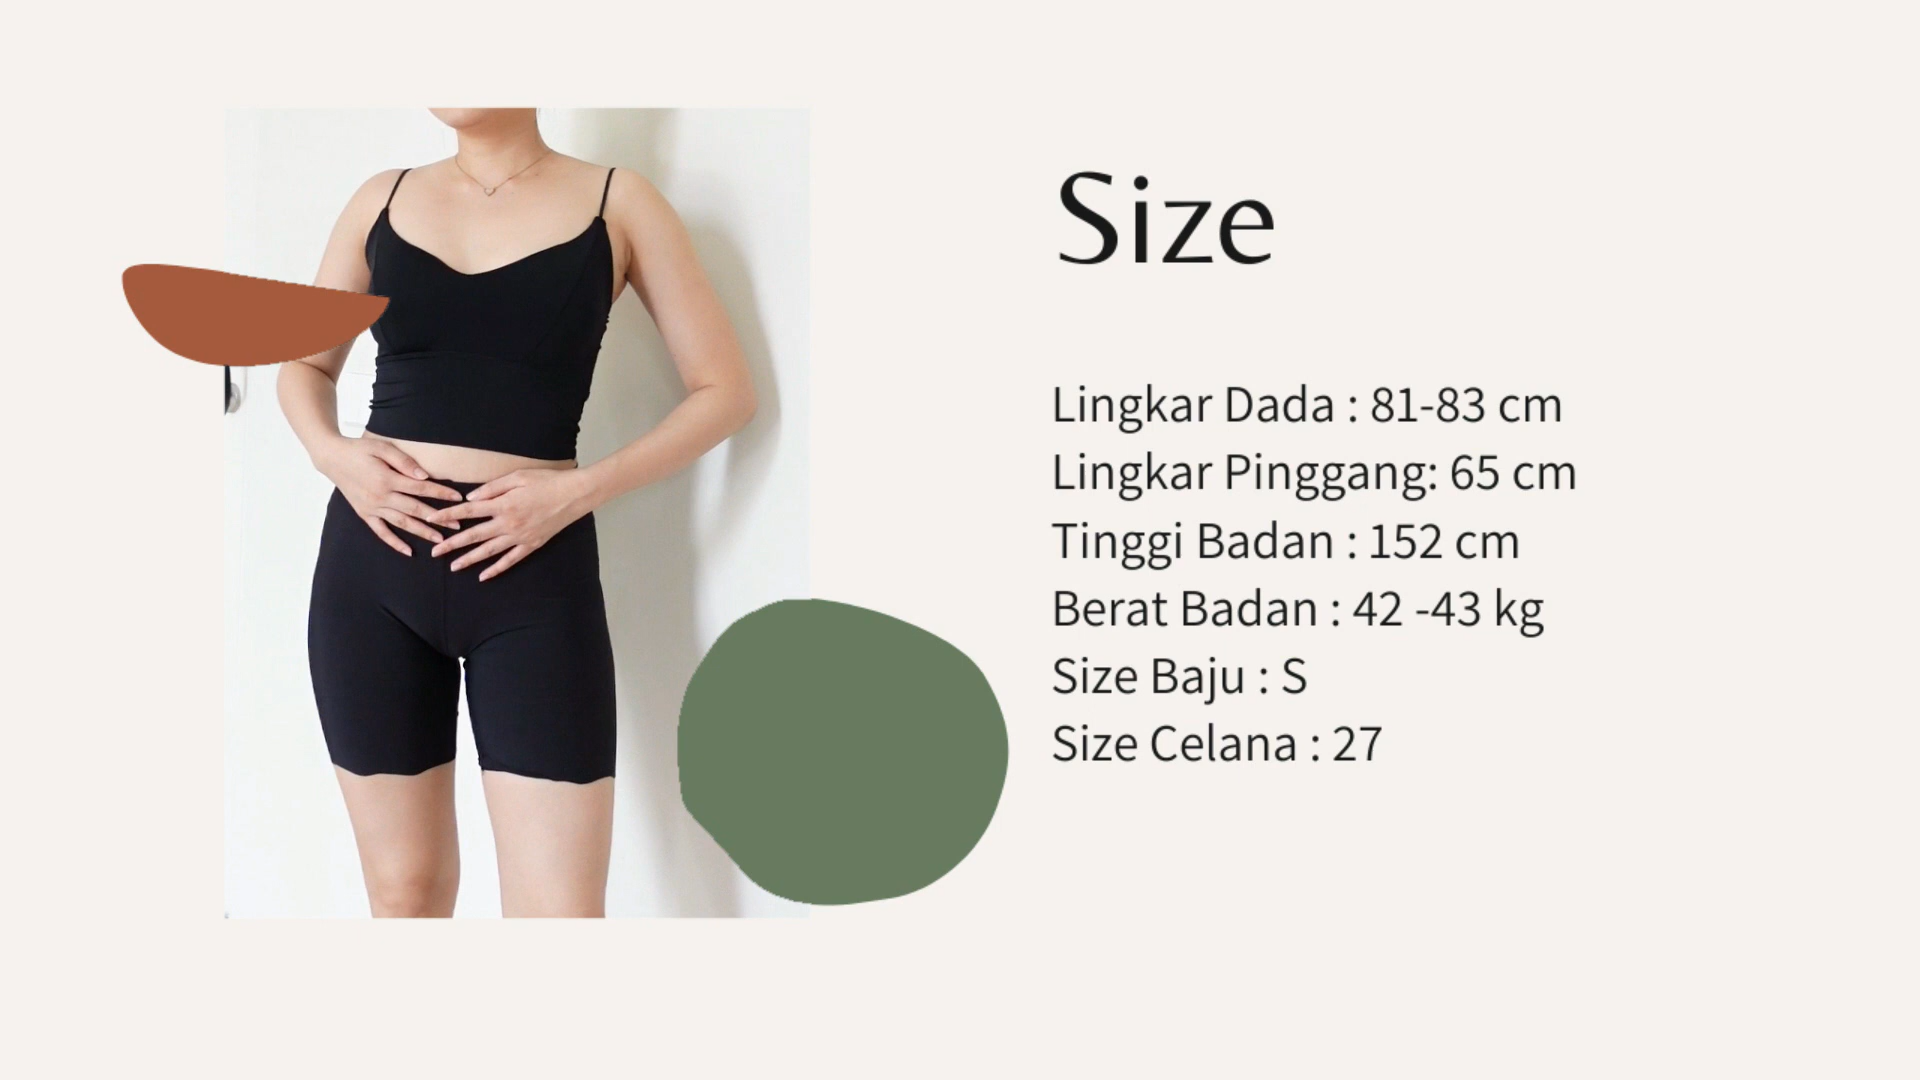 Size
Lingkar Dada : 81-83 cm
Lingkar Pinggang: 65 cm
Tinggi Badan : 152 cm
Berat Badan : 42 -43 kg
Size Baju : S
Size Celana : 27